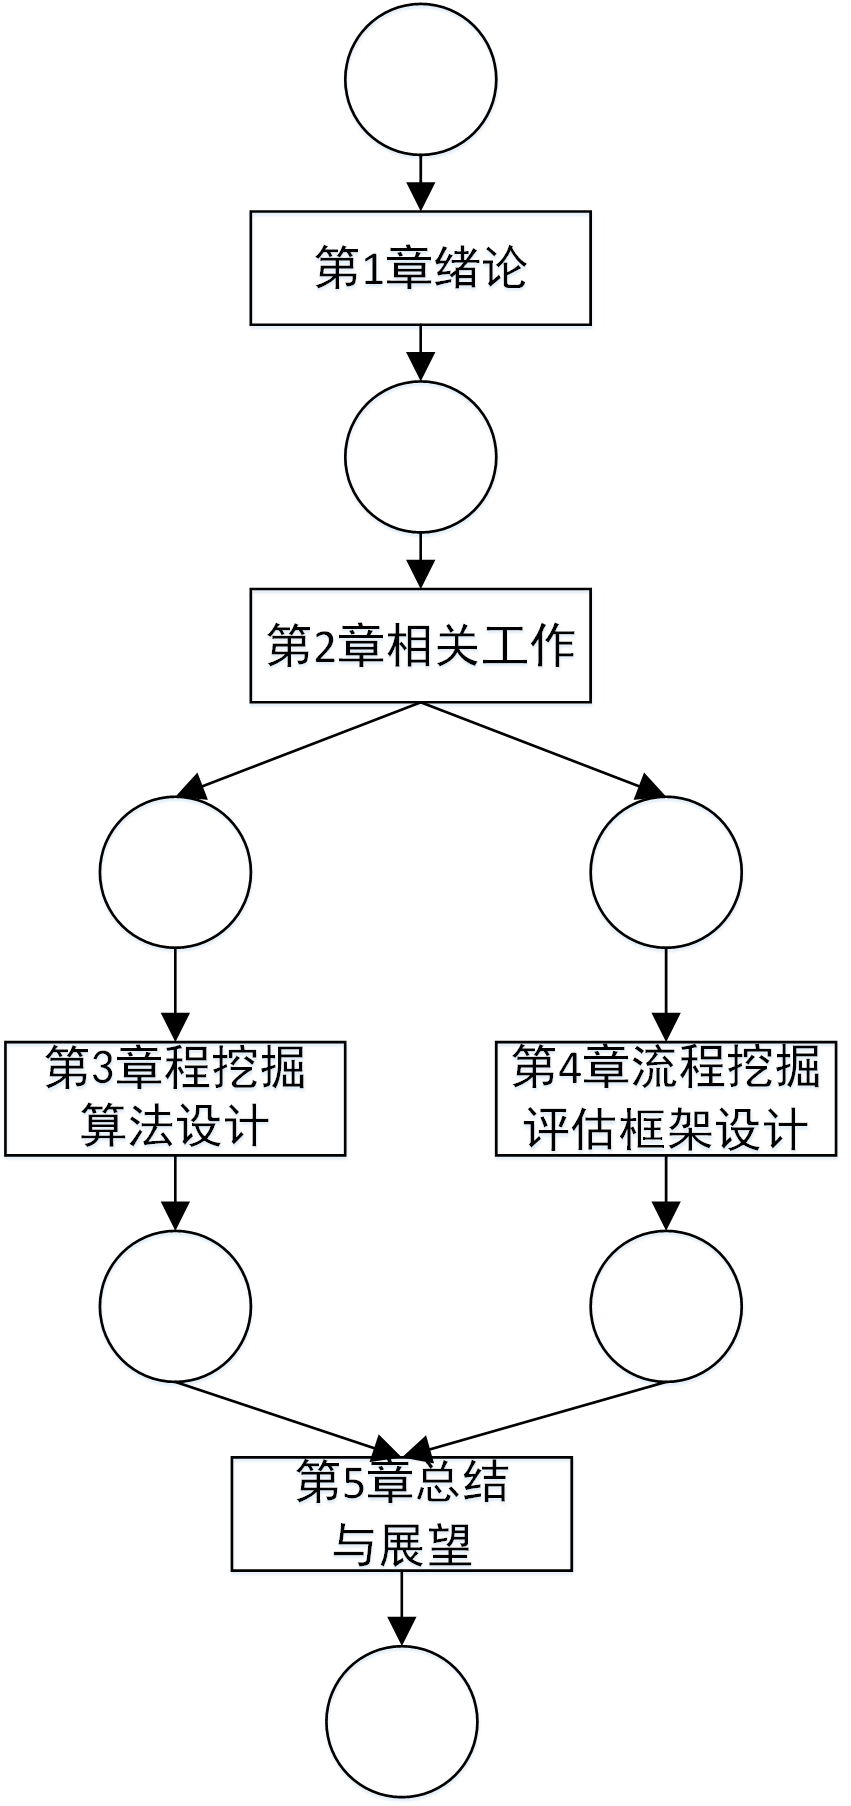 第1章绪论
第2章相关工作
第3章程挖掘
算法设计
第4章流程挖掘
评估框架设计
第5章总结
与展望